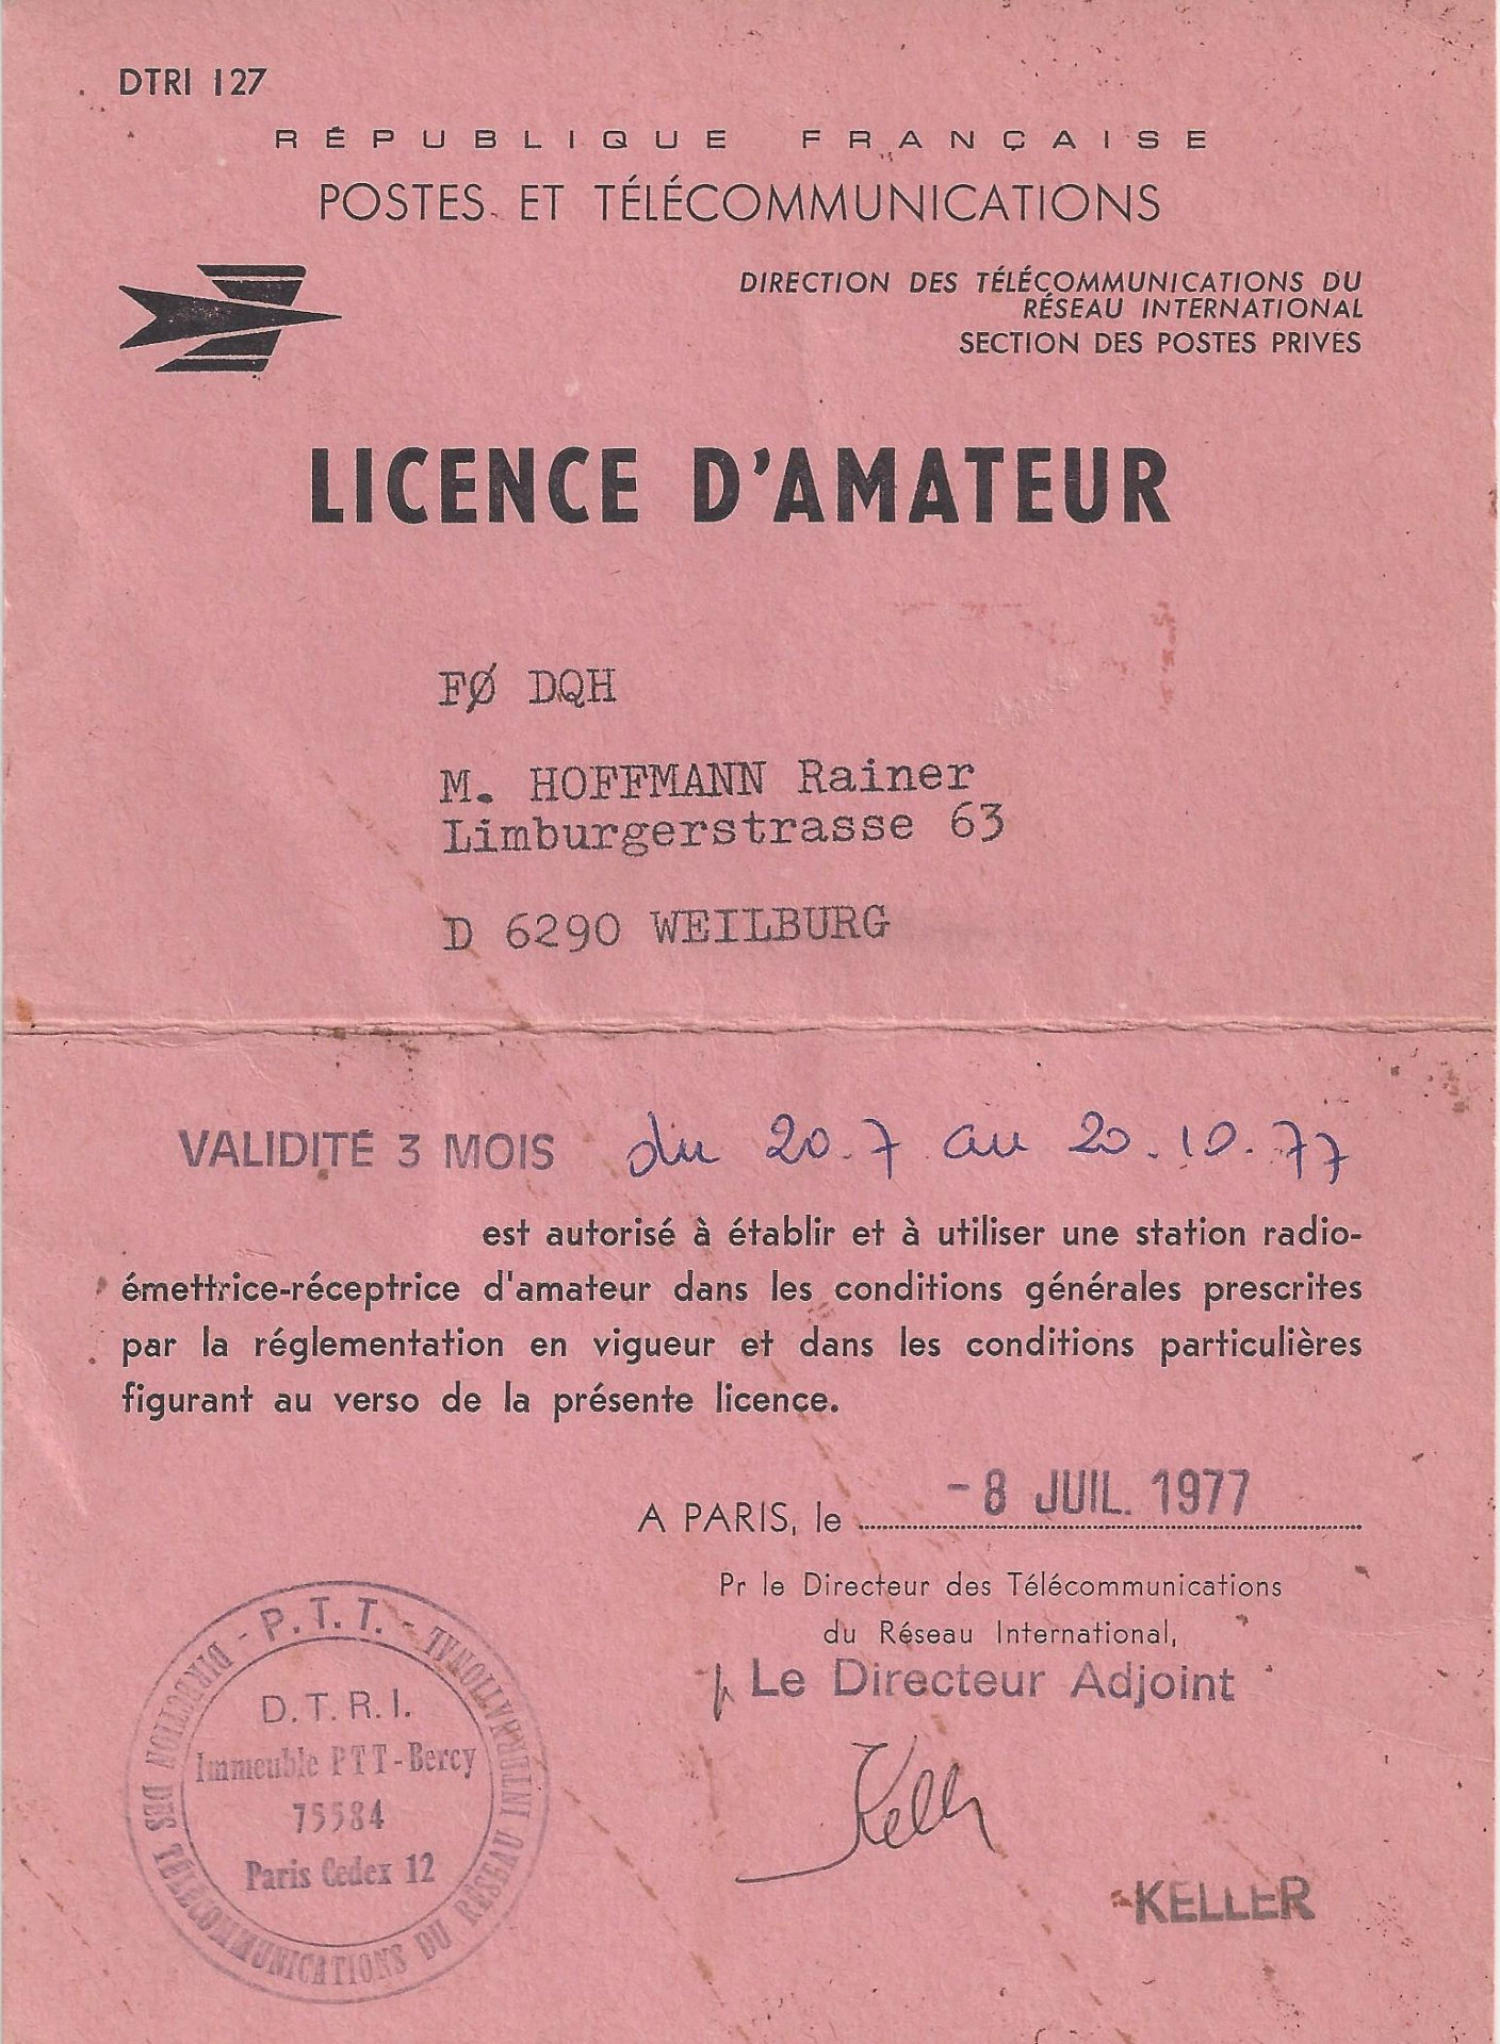 DTRI 127
RÉPUBLIQUE FRANÇAISE
POSTES ET TÉLÉCOMMUNICATIONS
DIRECTION DES TÉLÉCOMMUNICATIONS DU
RÉSEAU INTERNATIONAL
SECTION DES POSTES PRIVÉS
LICENCE D'AMATEUR
FØ DQH
M. HOFFMANN Rainer
Limburgerstrasse 63
D 6290 WEILBURG
VALIDITÉ 3 MOIS du 20.7 au 20.10.77
est autorisé à établir et à utiliser une station radio-
émettrice-réceptrice d'amateur dans les conditions générales prescrites
par la réglementation en vigueur et dans les conditions particulières
figurant au verso de la présente licence.
A PARIS, le -8 JUIL. 1977
Pr le Directeur des Télécommunications
du Réseau International,
p Le Directeur Adjoint
Keller
KELLER
- P.T.T. -
DIRECTION DES TÉLÉCOMMUNICATIONS DU RÉSEAU INTERNATIONAL
D.T.R.I.
Immeuble PTT-Bercy
75584
Paris Cedex 12